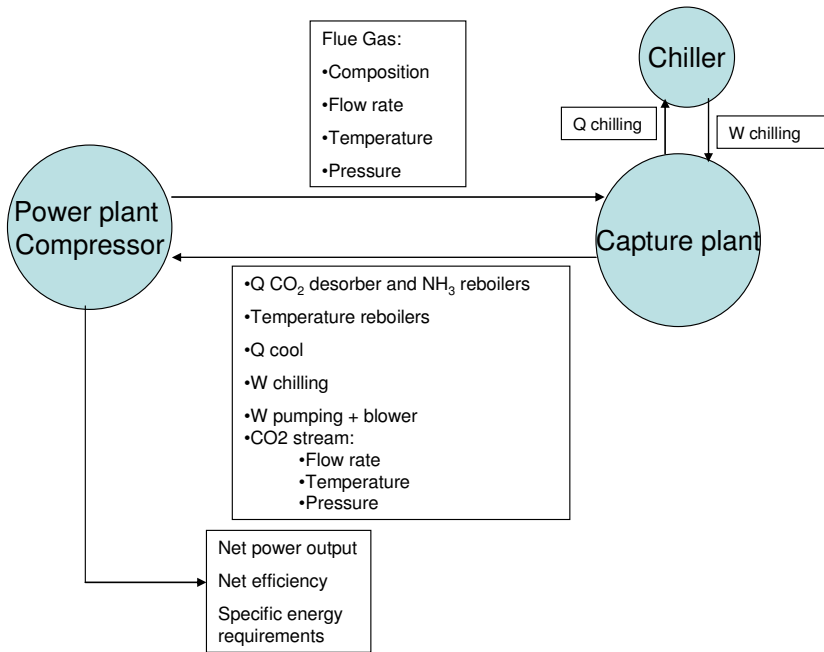 Flue Gas:
•Composition
•Flow rate
•Temperature
•Pressure
Chiller
Q chilling
W chilling
Power plant
Compressor
Capture plant
•Q CO₂ desorber and NH₃ reboilers
•Temperature reboilers
•Q cool
•W chilling
•W pumping + blower
•CO2 stream:
•Flow rate
•Temperature
•Pressure
Net power output
Net efficiency
Specific energy
requirements